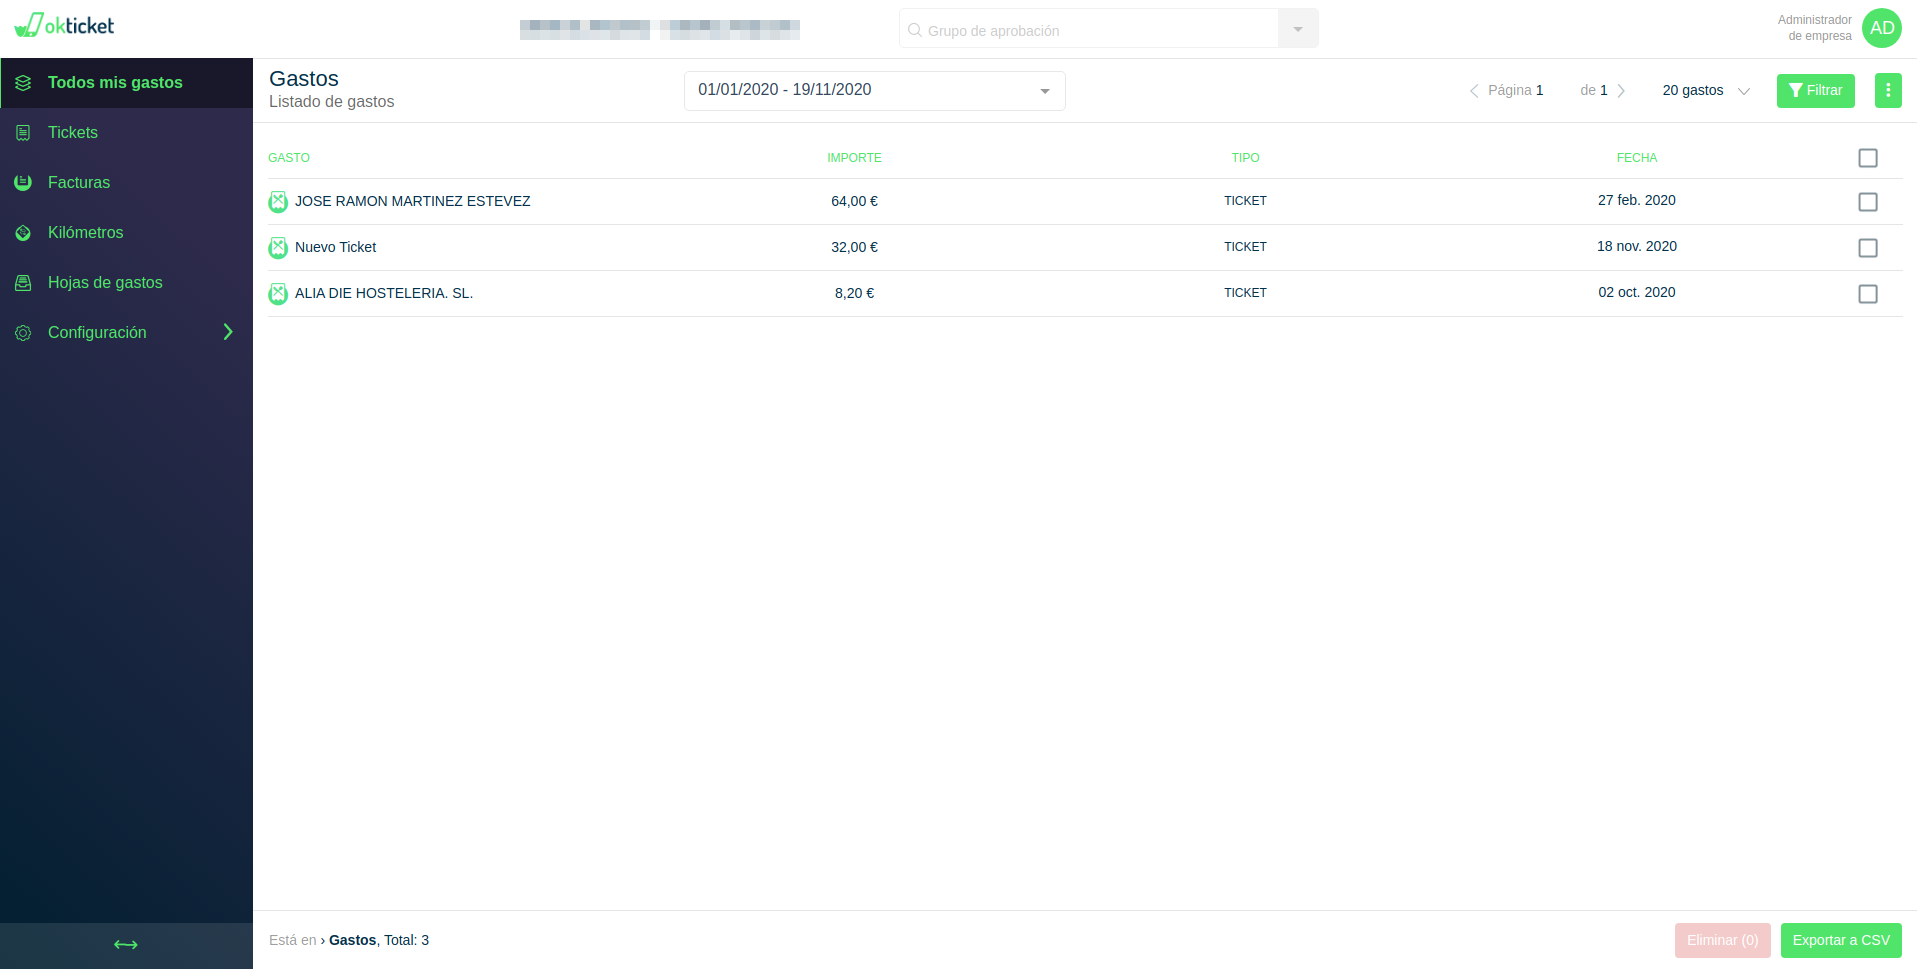 okticket
Grupo de aprobación
Administrador
de empresa
AD
Todos mis gastos
Tickets
Facturas
Kilómetros
Hojas de gastos
Configuración
Gastos
Listado de gastos
01/01/2020 - 19/11/2020
Página 1 de 1
20 gastos
Filtrar
GASTO IMPORTE TIPO FECHA
JOSE RAMON MARTINEZ ESTEVEZ 64,00 € TICKET 27 feb. 2020
Nuevo Ticket 32,00 € TICKET 18 nov. 2020
ALIA DIE HOSTELERIA. SL. 8,20 € TICKET 02 oct. 2020
Está en › Gastos, Total: 3
Eliminar (0)
Exportar a CSV